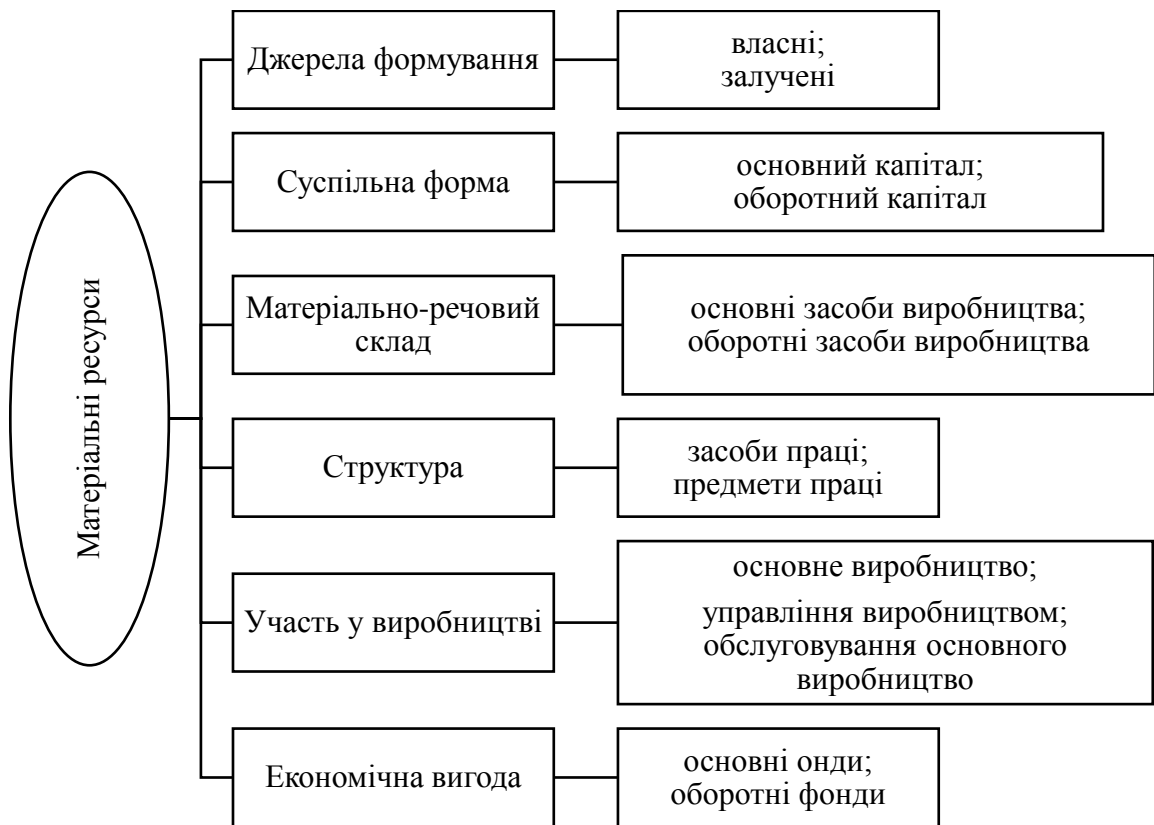 Матеріальні ресурси
Джерела формування
власні;
залучені
Суспільна форма
основний капітал;
оборотний капітал
Матеріально-речовий
склад
основні засоби виробництва;
оборотні засоби виробництва
Структура
засоби праці;
предмети праці
Участь у виробництві
основне виробництво;
управління виробництвом;
обслуговування основного
виробництво
Економічна вигода
основні онди;
оборотні фонди